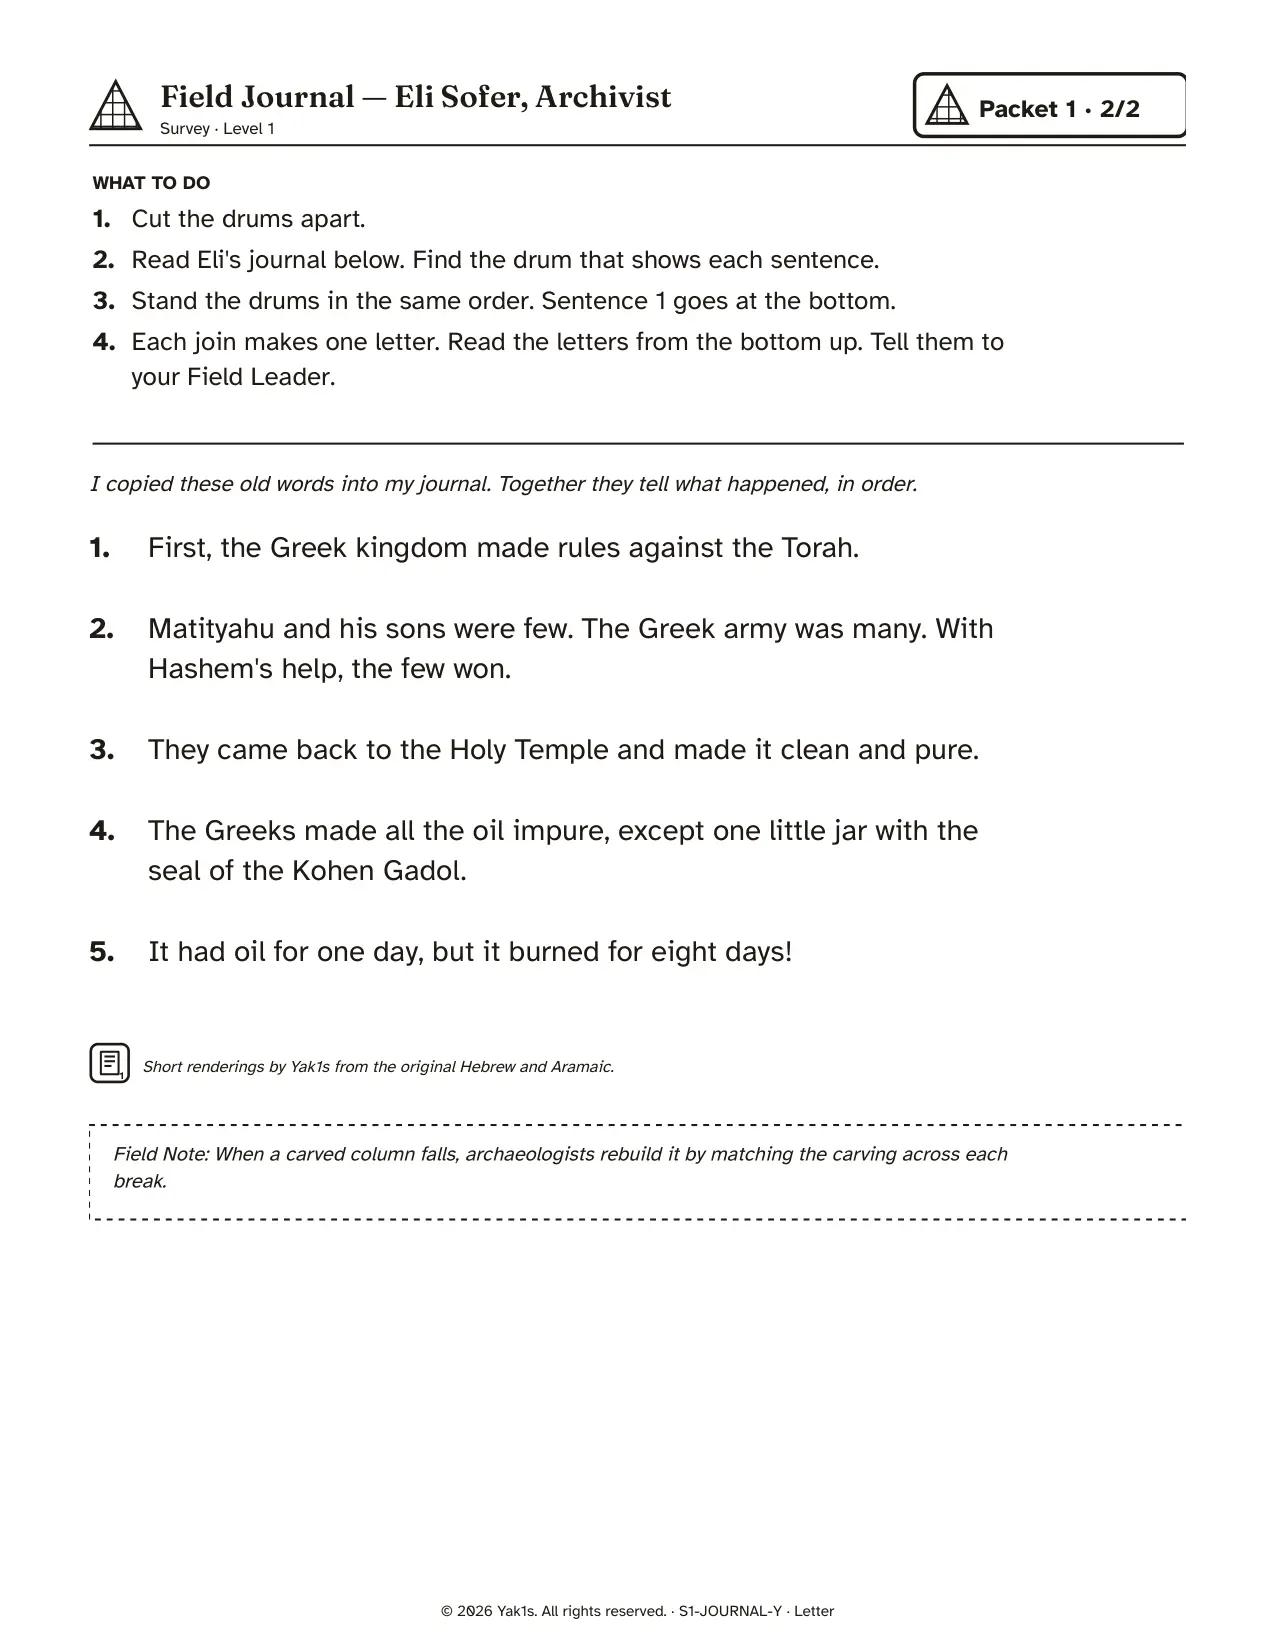 Field Journal — Eli Sofer, Archivist
Survey · Level 1
Packet 1 · 2/2
WHAT TO DO
1. Cut the drums apart.
2. Read Eli's journal below. Find the drum that shows each sentence.
3. Stand the drums in the same order. Sentence 1 goes at the bottom.
4. Each join makes one letter. Read the letters from the bottom up. Tell them to
your Field Leader.
I copied these old words into my journal. Together they tell what happened, in order.
1. First, the Greek kingdom made rules against the Torah.
2. Matityahu and his sons were few. The Greek army was many. With
Hashem's help, the few won.
3. They came back to the Holy Temple and made it clean and pure.
4. The Greeks made all the oil impure, except one little jar with the
seal of the Kohen Gadol.
5. It had oil for one day, but it burned for eight days!
1
Short renderings by Yak1s from the original Hebrew and Aramaic.
Field Note: When a carved column falls, archaeologists rebuild it by matching the carving across each
break.
© 2026 Yak1s. All rights reserved. · S1-JOURNAL-Y · Letter